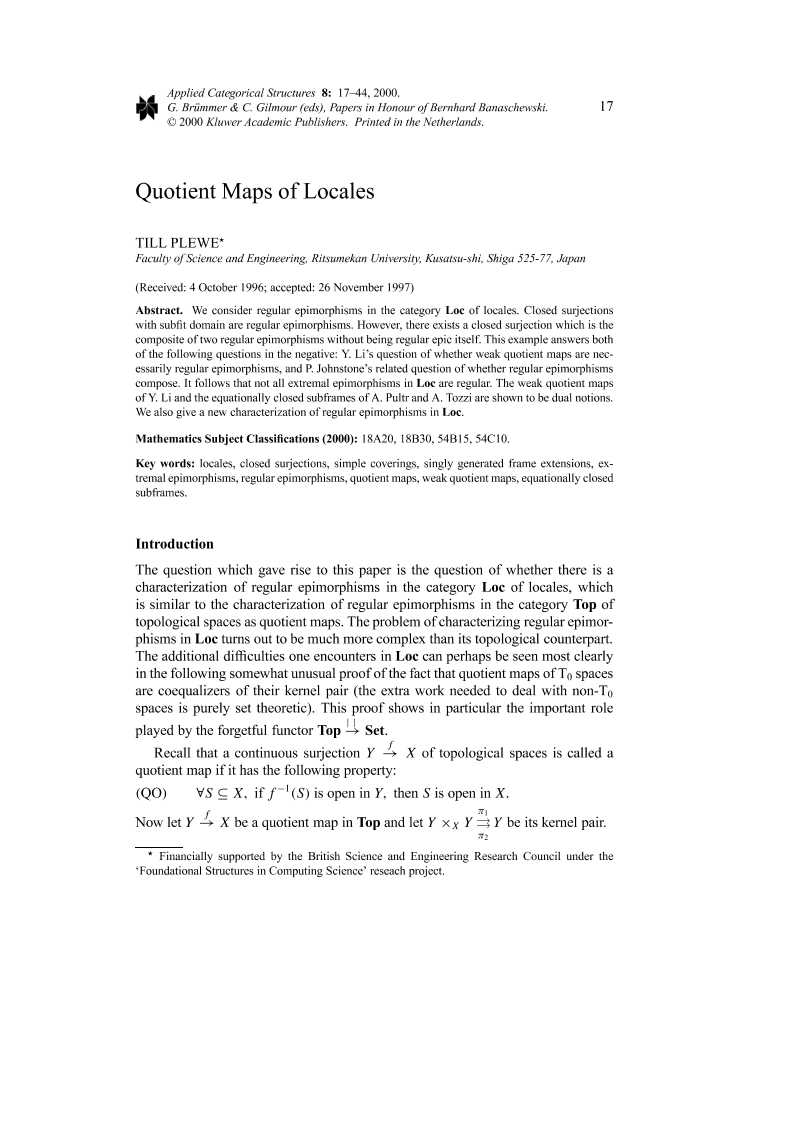 Applied Categorical Structures 8: 17–44, 2000.
G. Brümmer & C. Gilmour (eds), Papers in Honour of Bernhard Banaschewski.
© 2000 Kluwer Academic Publishers. Printed in the Netherlands.
17
Quotient Maps of Locales
TILL PLEWE⋆
Faculty of Science and Engineering, Ritsumekan University, Kusatsu-shi, Shiga 525-77, Japan
(Received: 4 October 1996; accepted: 26 November 1997)
Abstract. We consider regular epimorphisms in the category Loc of locales. Closed surjections
with subfit domain are regular epimorphisms. However, there exists a closed surjection which is the
composite of two regular epimorphisms without being regular epic itself. This example answers both
of the following questions in the negative: Y. Li's question of whether weak quotient maps are nec-
essarily regular epimorphisms, and P. Johnstone's related question of whether regular epimorphisms
compose. It follows that not all extremal epimorphisms in Loc are regular. The weak quotient maps
of Y. Li and the equationally closed subframes of A. Pultr and A. Tozzi are shown to be dual notions.
We also give a new characterization of regular epimorphisms in Loc.
Mathematics Subject Classifications (2000): 18A20, 18B30, 54B15, 54C10.
Key words: locales, closed surjections, simple coverings, singly generated frame extensions, ex-
tremal epimorphisms, regular epimorphisms, quotient maps, weak quotient maps, equationally closed
subframes.
Introduction
The question which gave rise to this paper is the question of whether there is a
characterization of regular epimorphisms in the category Loc of locales, which
is similar to the characterization of regular epimorphisms in the category Top of
topological spaces as quotient maps. The problem of characterizing regular epimor-
phisms in Loc turns out to be much more complex than its topological counterpart.
The additional difficulties one encounters in Loc can perhaps be seen most clearly
in the following somewhat unusual proof of the fact that quotient maps of T₀ spaces
are coequalizers of their kernel pair (the extra work needed to deal with non-T₀
spaces is purely set theoretic). This proof shows in particular the important role
played by the forgetful functor Top →^{| |} Set.
Recall that a continuous surjection Y →^{f} X of topological spaces is called a
quotient map if it has the following property:
(QO) ∀S ⊆ X, if f⁻¹(S) is open in Y, then S is open in X.
Now let Y →^{f} X be a quotient map in Top and let Y ×_X Y ⇉^{π₁}_{π₂} Y be its kernel pair.
⋆ Financially supported by the British Science and Engineering Research Council under the
'Foundational Structures in Computing Science' reseach project.